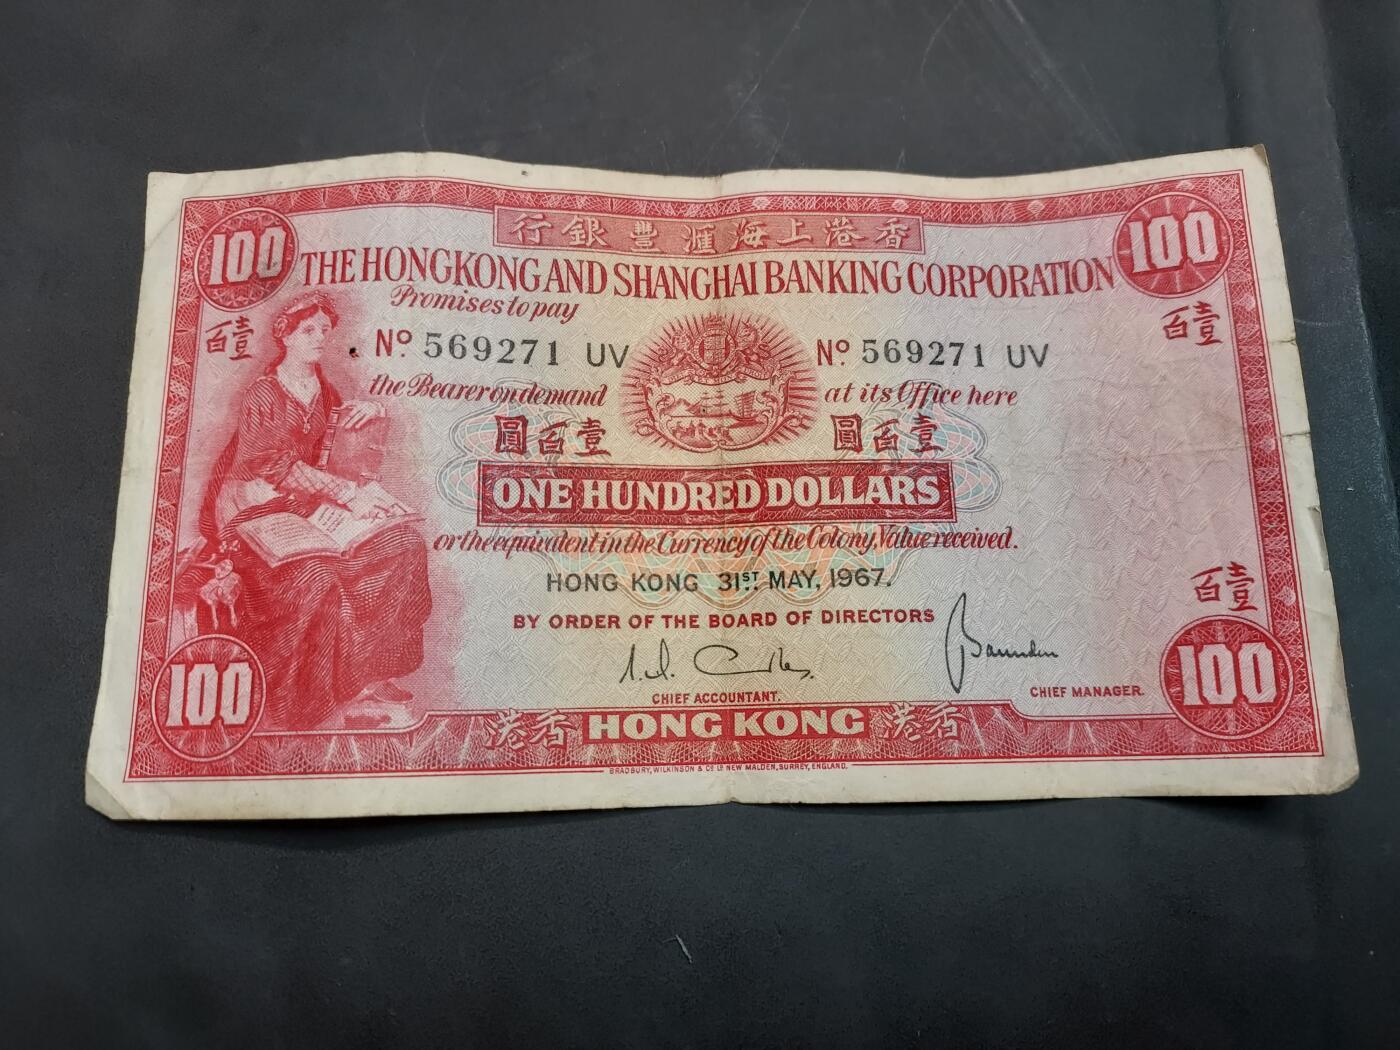 行銀豐滙海上港香
100
100
THE HONGKONG AND SHANGHAI BANKING CORPORATION
Promises to pay
百壹
百壹
Nº 569271 UV
Nº 569271 UV
the Bearer on demand
at its Office here
圓百壹
圓百壹
ONE HUNDRED DOLLARS
or the equivalent in the Currency of the Colony, Value received.
HONG KONG 31ST MAY, 1967.
百壹
BY ORDER OF THE BOARD OF DIRECTORS
100
100
CHIEF ACCOUNTANT.
CHIEF MANAGER.
港香 HONG KONG 港香
BRADBURY, WILKINSON & Co Ld NEW MALDEN, SURREY, ENGLAND.